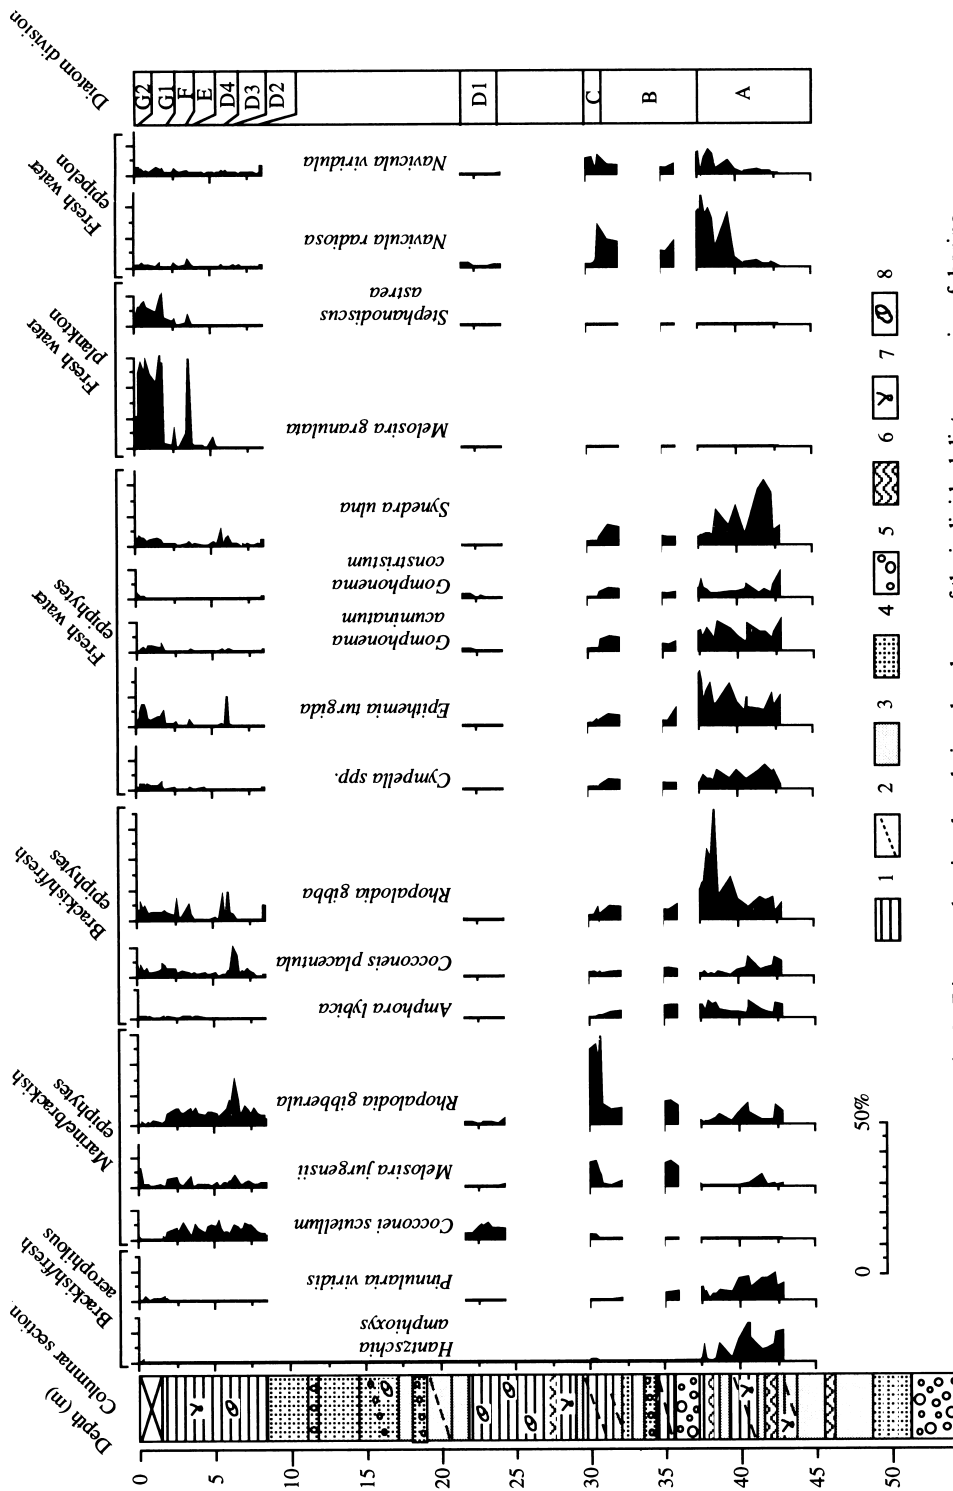 Diatom division
G2
G1
F
E
D4
D3
D2
D1
C
B
A
Fresh water
epipelon
Navicula viridula
Navicula radiosa
Fresh water
plankton
Stephanodiscus
astrea
Melosira granulata
Fresh water
epiphytes
Synedra ulna
Gomphonema
constristum
Gomphonema
acuminatum
Epithemia turgida
Cympella spp.
Brackish/fresh
epiphytes
Rhopalodia gibba
Cocconeis placentula
Amphora lybica
Marine/brackish
epiphytes
Rhopalodia gibberula
Melosira jurgensii
Cocconei scutellum
Brackish/fresh
aerophilous
Pinnularia viridis
Hantzschia
amphioxys
Columnar section
Depth (m)
0
5
10
15
20
25
30
35
40
45
50
0
50%
1
2
3
4
5
6
7
8